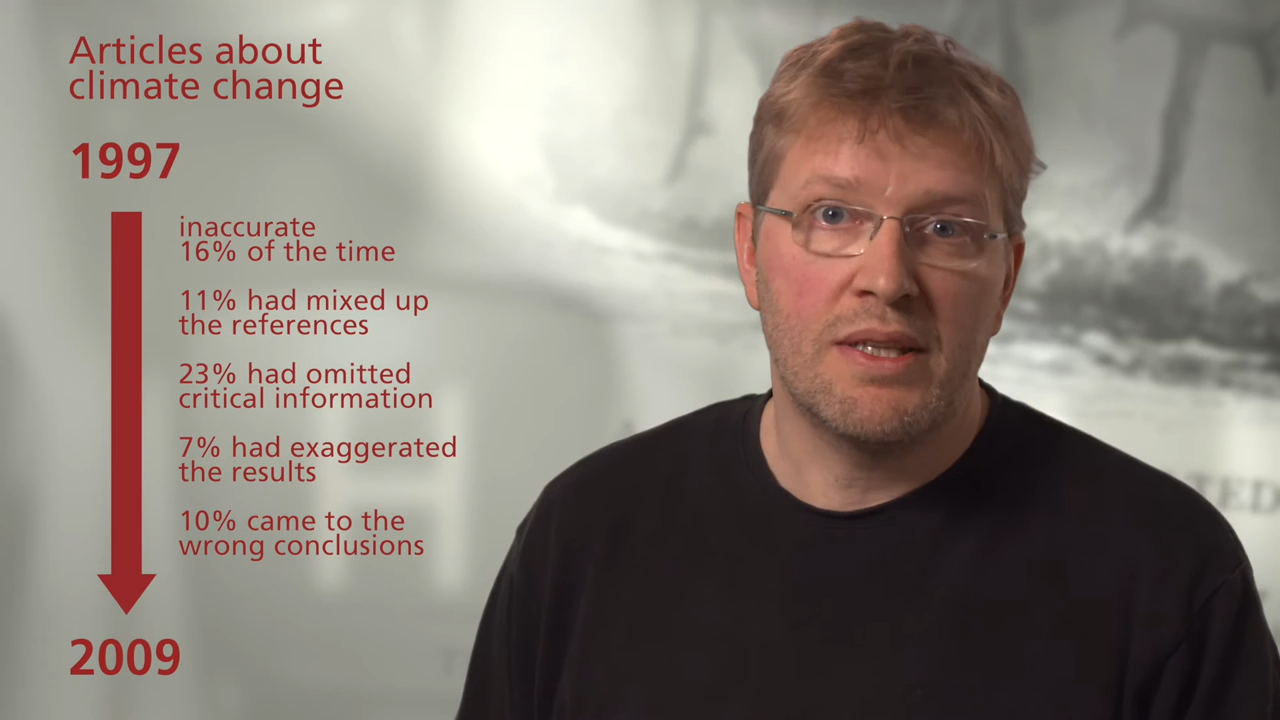 Articles about
climate change
1997
inaccurate
16% of the time
11% had mixed up
the references
23% had omitted
critical information
7% had exaggerated
the results
10% came to the
wrong conclusions
2009